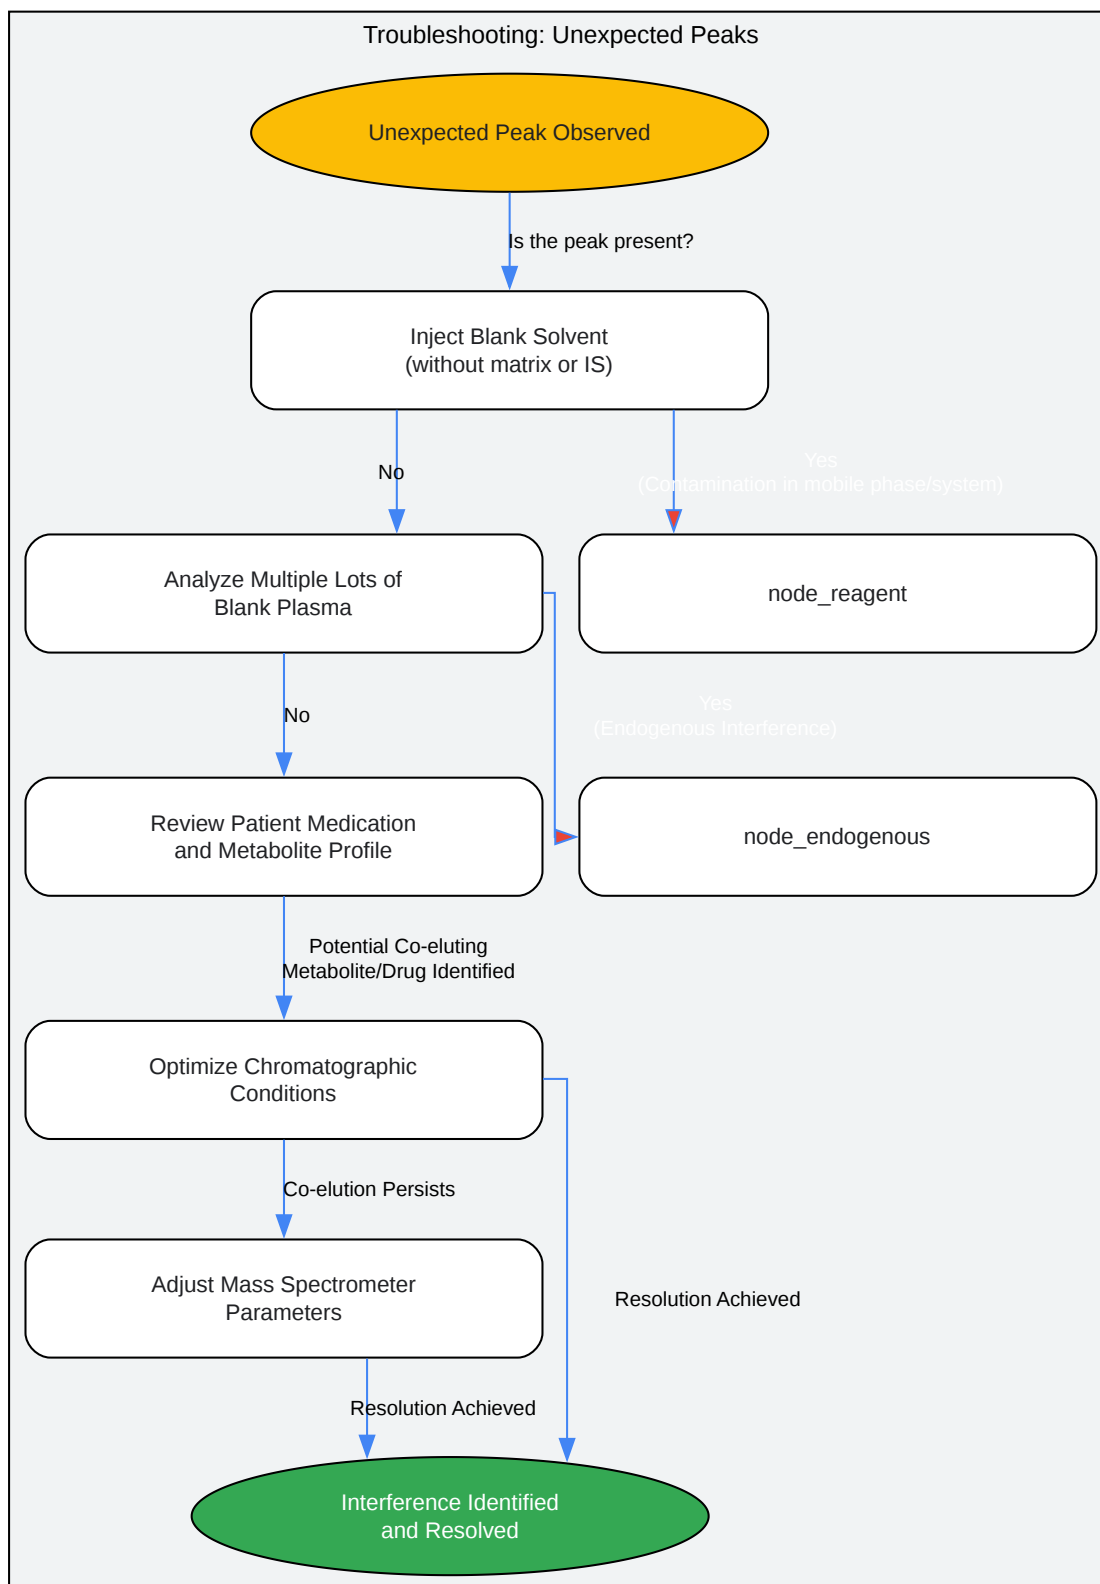 Troubleshooting: Unexpected Peaks
Unexpected Peak Observed
Is the peak present?
Inject Blank Solvent
(without matrix or IS)
No
Yes
(Contamination in mobile phase/system)
Analyze Multiple Lots of
Blank Plasma
node_reagent
No
Yes
(Endogenous Interference)
Review Patient Medication
and Metabolite Profile
node_endogenous
Potential Co-eluting
Metabolite/Drug Identified
Optimize Chromatographic
Conditions
Co-elution Persists
Adjust Mass Spectrometer
Parameters
Resolution Achieved
Resolution Achieved
Interference Identified
and Resolved